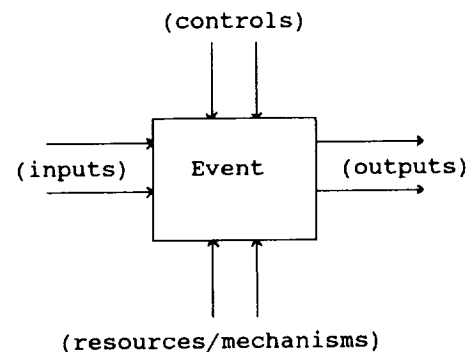 (controls)
(inputs)
Event
(outputs)
(resources/mechanisms)